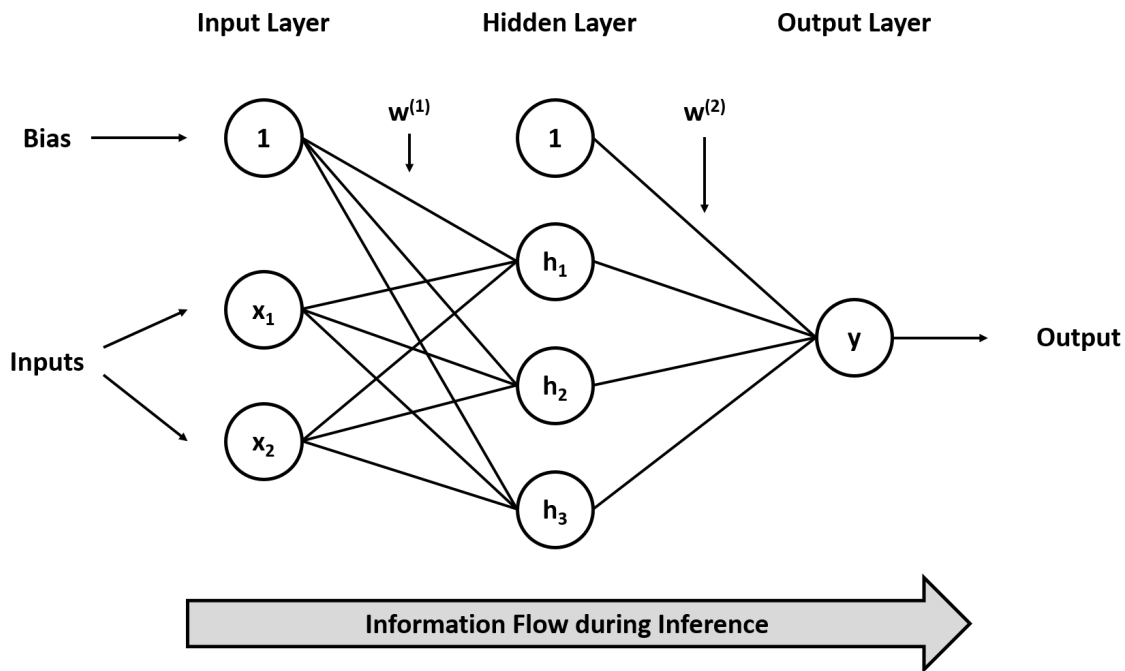 Input Layer
Hidden Layer
Output Layer
Bias
1
w⁽¹⁾
1
w⁽²⁾
h₁
x₁
Inputs
y
Output
h₂
x₂
h₃
Information Flow during Inference